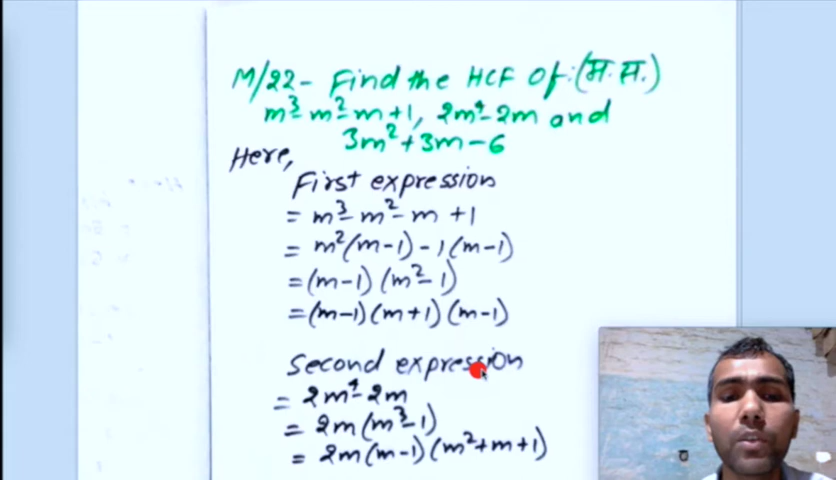 M/22 - Find the HCF of : (म. स.)
m³ - m² - m + 1, 2m⁴ - 2m and
3m² + 3m - 6
Here,
First expression
= m³ - m² - m + 1
= m²(m-1) - 1(m-1)
= (m-1) (m² - 1)
= (m-1) (m+1) (m-1)
Second expression
= 2m⁴ - 2m
= 2m(m³ - 1)
= 2m(m-1) (m² + m + 1)